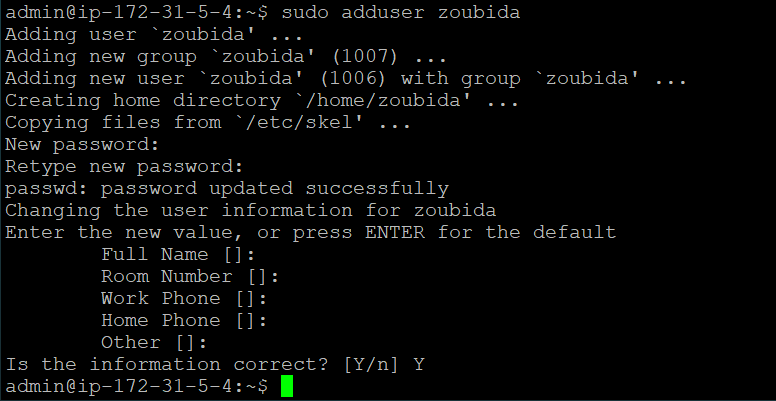 admin@ip-172-31-5-4:~$ sudo adduser zoubida
Adding user `zoubida' ...
Adding new group `zoubida' (1007) ...
Adding new user `zoubida' (1006) with group `zoubida' ...
Creating home directory `/home/zoubida' ...
Copying files from `/etc/skel' ...
New password:
Retype new password:
passwd: password updated successfully
Changing the user information for zoubida
Enter the new value, or press ENTER for the default
        Full Name []:
        Room Number []:
        Work Phone []:
        Home Phone []:
        Other []:
Is the information correct? [Y/n] Y
admin@ip-172-31-5-4:~$